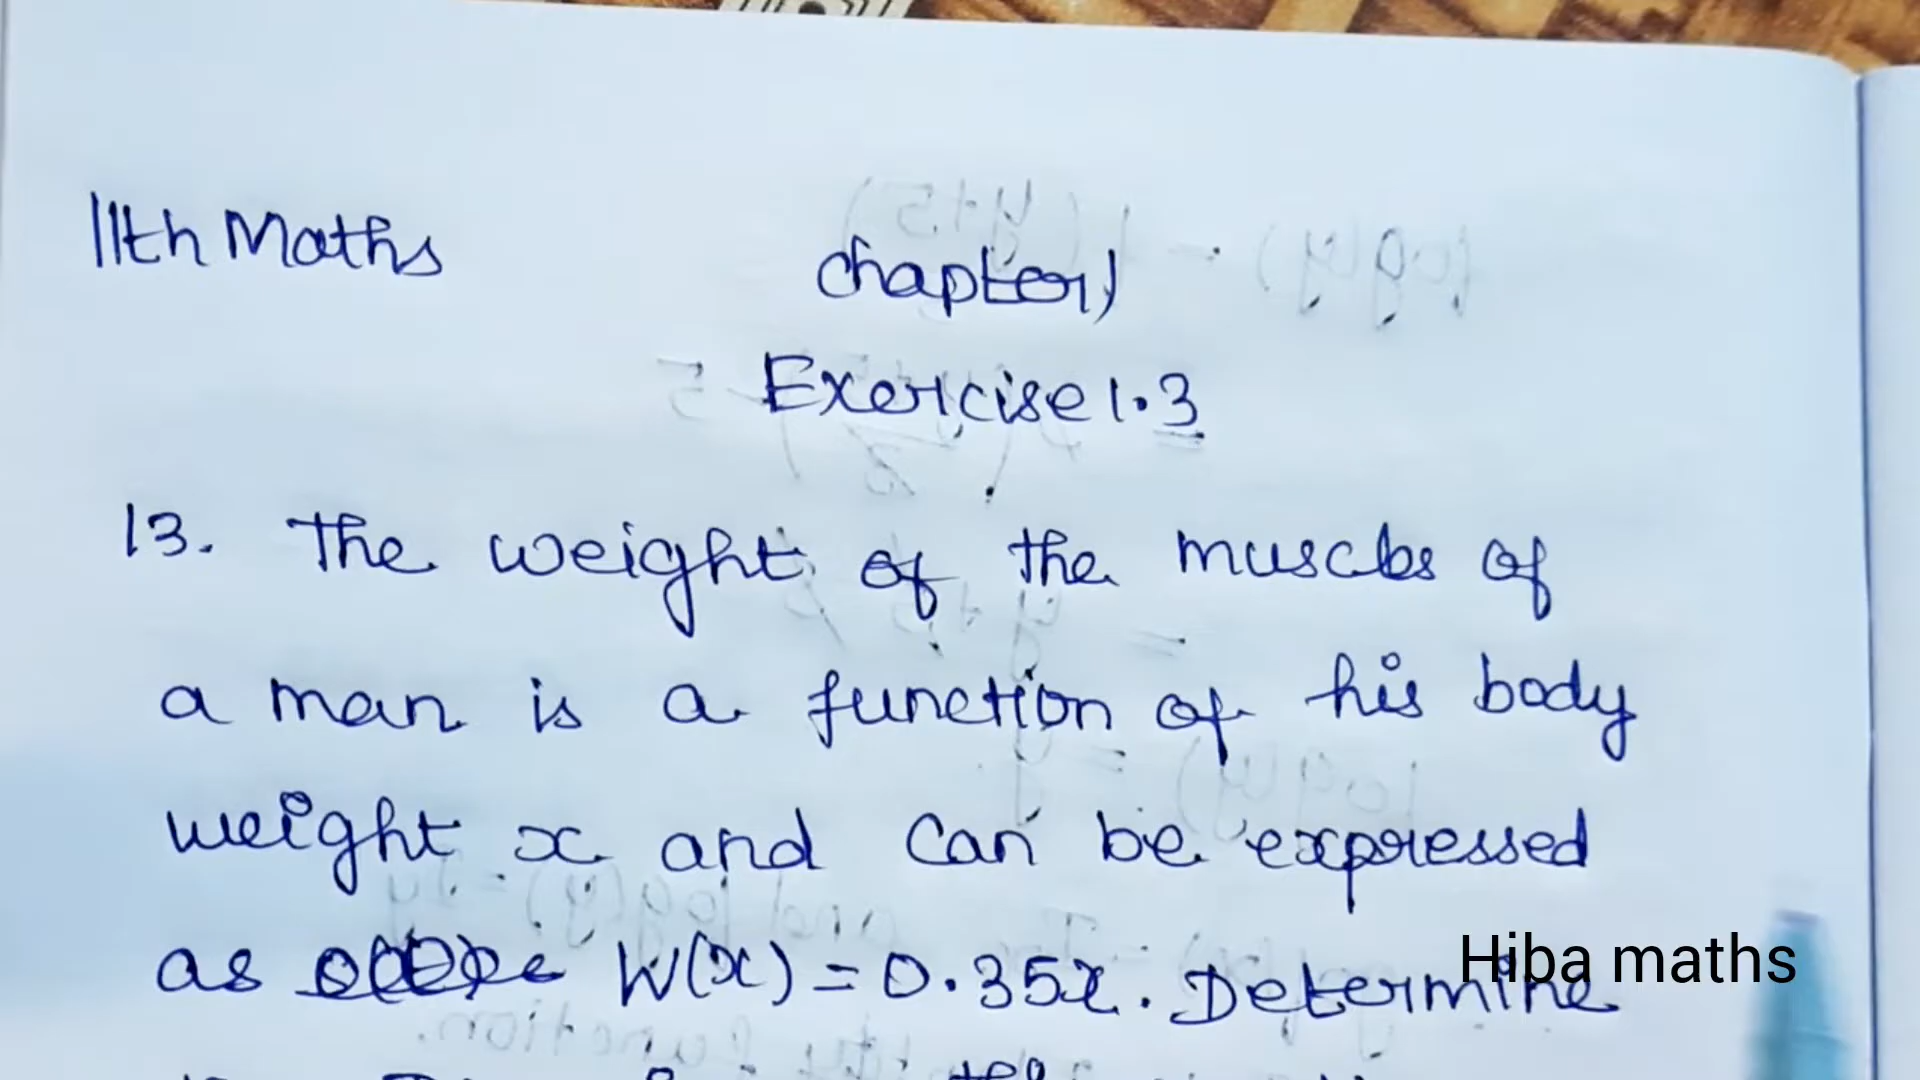 11th Maths
chapter 1
Exercise 1.3
13. The weight of the muscles of
a man is a function of his body
weight x and can be expressed
as W(x) = 0.35x. Determine
Hiba maths